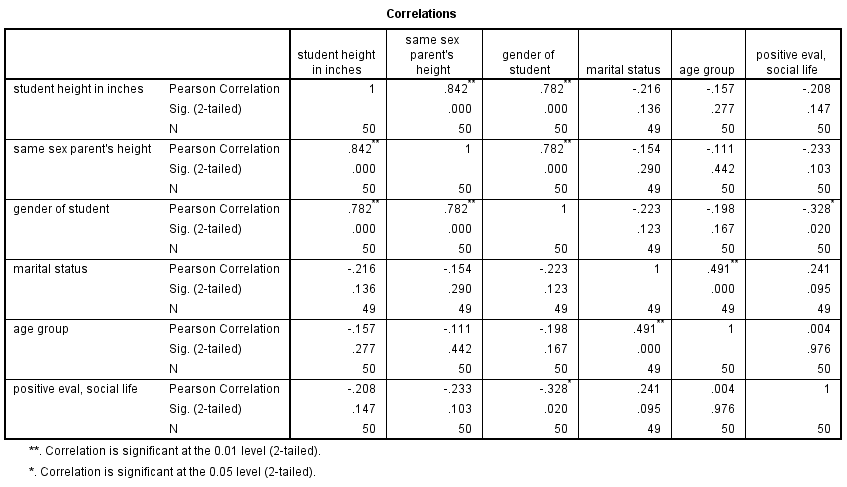 Correlations
student height in inches same sex parent's height gender of student marital status age group positive eval, social life
student height in inches Pearson Correlation 1 .842** .782** -.216 -.157 -.208
Sig. (2-tailed) .000 .000 .136 .277 .147
N 50 50 50 49 50 50
same sex parent's height Pearson Correlation .842** 1 .782** -.154 -.111 -.233
Sig. (2-tailed) .000 .000 .290 .442 .103
N 50 50 50 49 50 50
gender of student Pearson Correlation .782** .782** 1 -.223 -.198 -.328*
Sig. (2-tailed) .000 .000 .123 .167 .020
N 50 50 50 49 50 50
marital status Pearson Correlation -.216 -.154 -.223 1 .491** .241
Sig. (2-tailed) .136 .290 .123 .000 .095
N 49 49 49 49 49 49
age group Pearson Correlation -.157 -.111 -.198 .491** 1 .004
Sig. (2-tailed) .277 .442 .167 .000 .976
N 50 50 50 49 50 50
positive eval, social life Pearson Correlation -.208 -.233 -.328* .241 .004 1
Sig. (2-tailed) .147 .103 .020 .095 .976
N 50 50 50 49 50 50
**. Correlation is significant at the 0.01 level (2-tailed).
*. Correlation is significant at the 0.05 level (2-tailed).